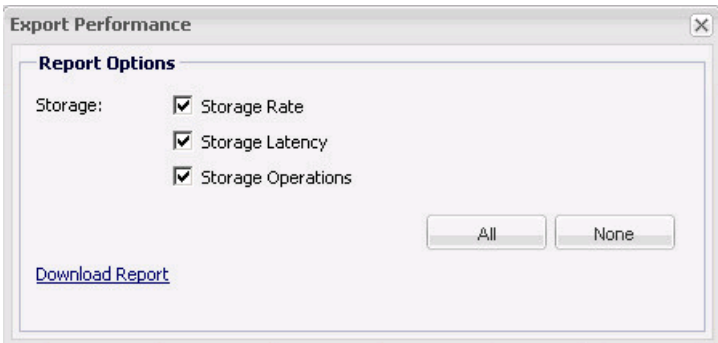 Export Performance
Report Options
Storage: Storage Rate
Storage Latency
Storage Operations
All None
Download Report